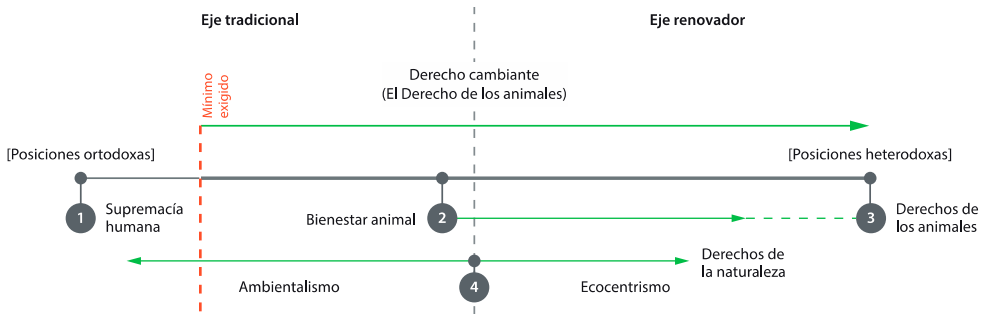 Eje tradicional
Eje renovador
Derecho cambiante
(El Derecho de los animales)
Mínimo
exigido
[Posiciones ortodoxas]
[Posiciones heterodoxas]
1
Supremacía
humana
Bienestar animal
2
3
Derechos de
los animales
Derechos de
la naturaleza
Ambientalismo
4
Ecocentrismo